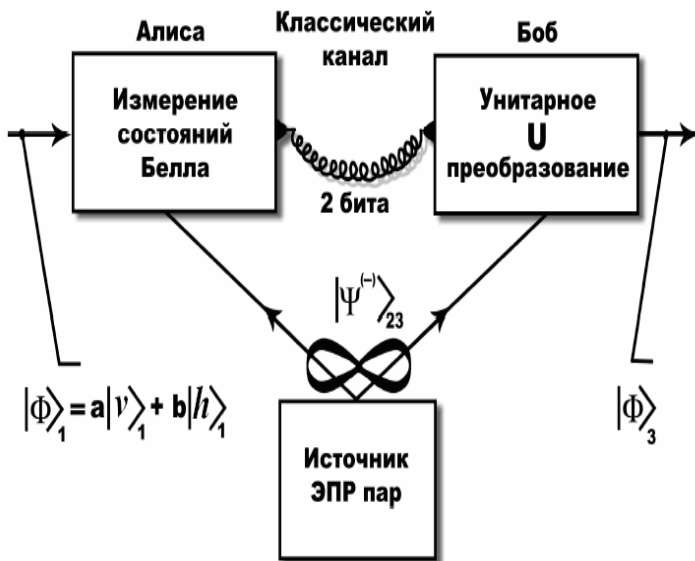 Алиса
Классический
канал
Боб
Измерение
состояний
Белла
Унитарное
U
преобразование
2 бита
|Ψ⁽⁻⁾⟩₂₃
|Φ⟩₁ = a|v⟩₁ + b|h⟩₁
|Φ⟩₃
Источник
ЭПР пар